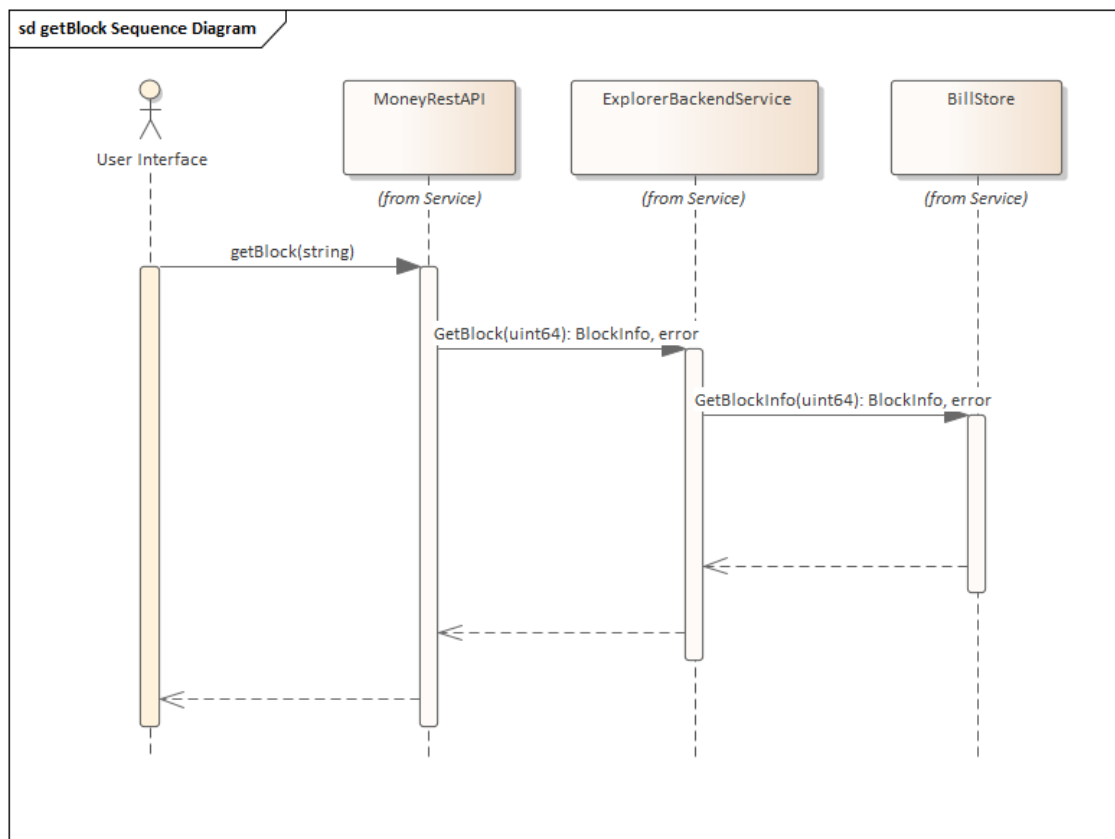 sd getBlock Sequence Diagram
MoneyRestAPI
ExplorerBackendService
BillStore
User Interface
(from Service)
(from Service)
(from Service)
getBlock(string)
GetBlock(uint64): BlockInfo, error
GetBlockInfo(uint64): BlockInfo, error